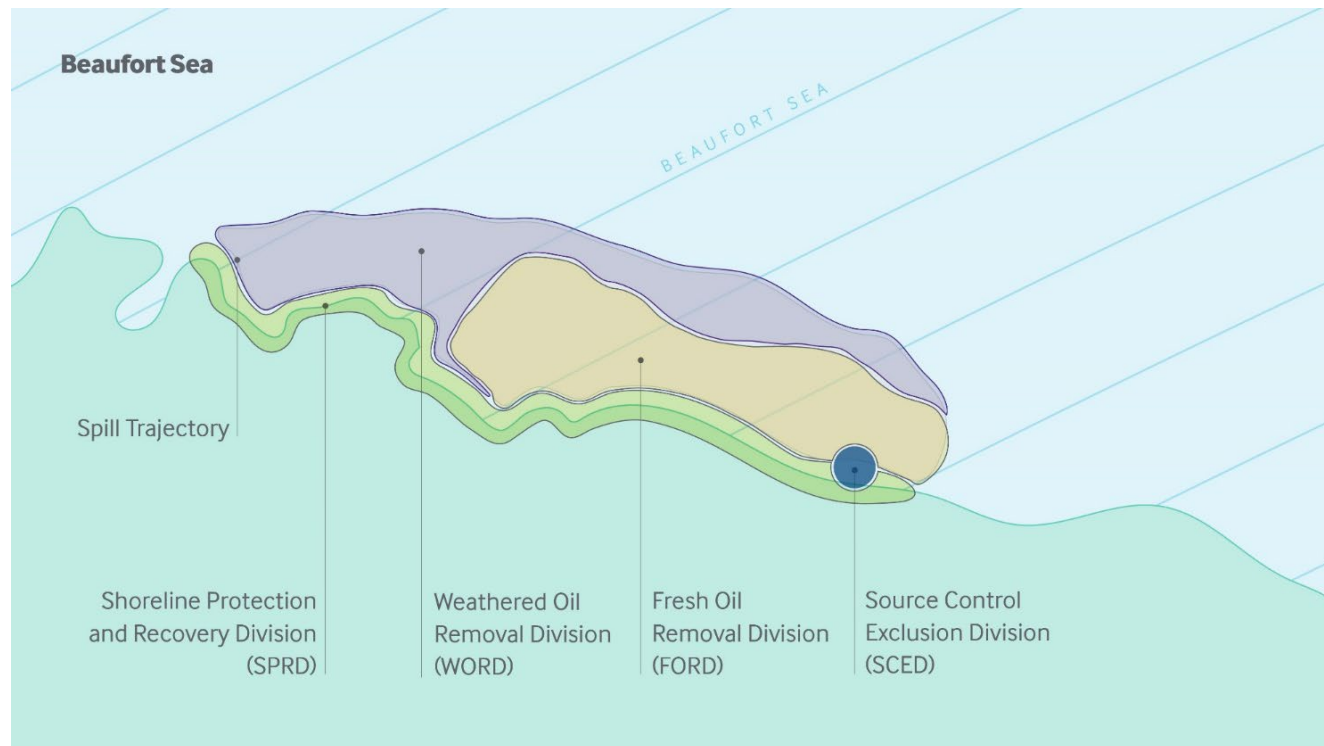 Beaufort Sea
BEAUFORT SEA
Spill Trajectory
Shoreline Protection
and Recovery Division
(SPRD)
Weathered Oil
Removal Division
(WORD)
Fresh Oil
Removal Division
(FORD)
Source Control
Exclusion Division
(SCED)